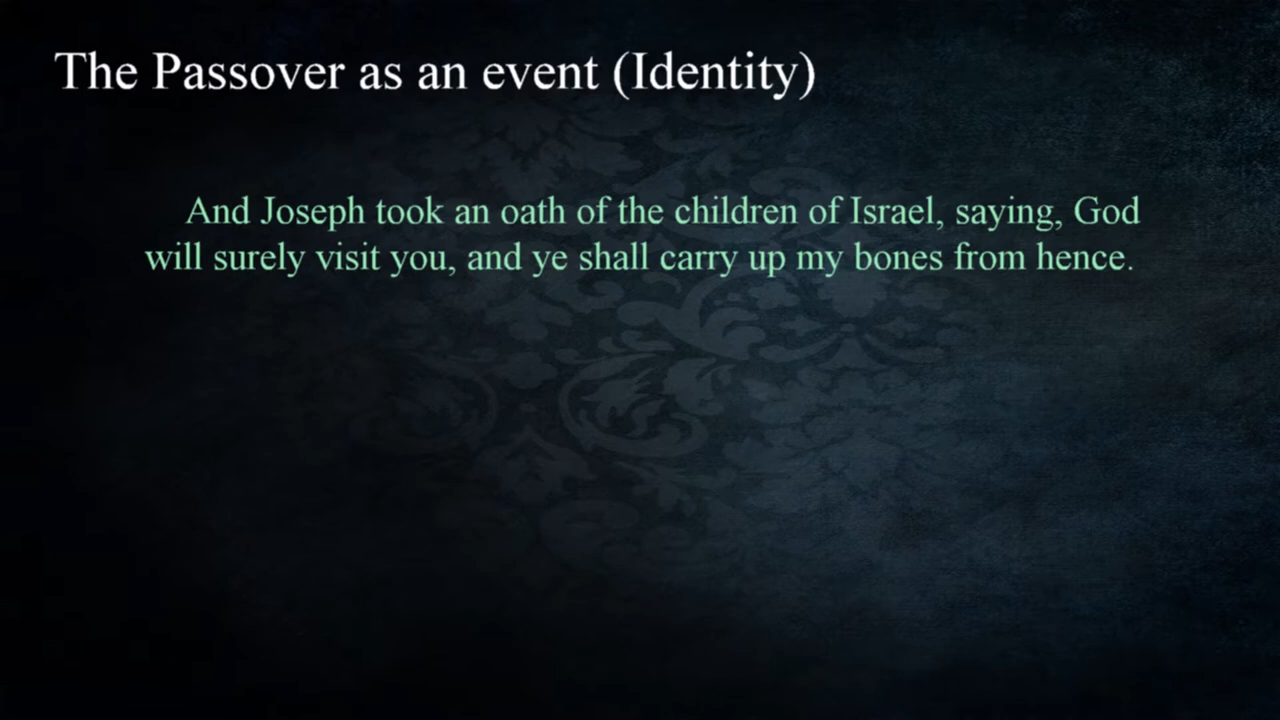 The Passover as an event (Identity)
And Joseph took an oath of the children of Israel, saying, God
will surely visit you, and ye shall carry up my bones from hence.